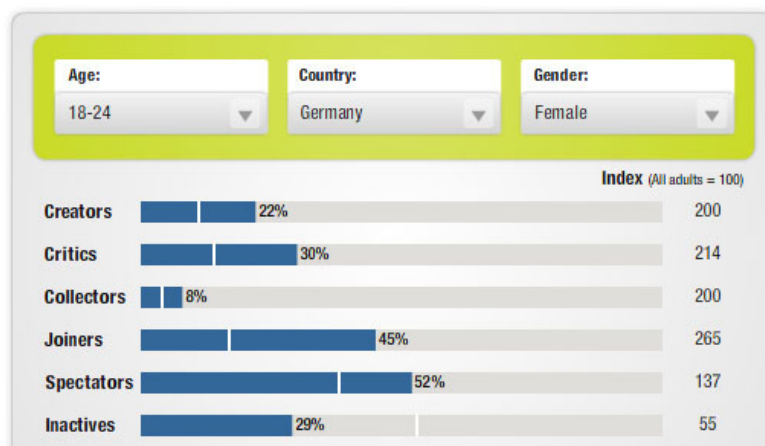 Age: Country: Gender:
18-24 Germany Female
Index (All adults = 100)
Creators 22% 200
Critics 30% 214
Collectors 8% 200
Joiners 45% 265
Spectators 52% 137
Inactives 29% 55